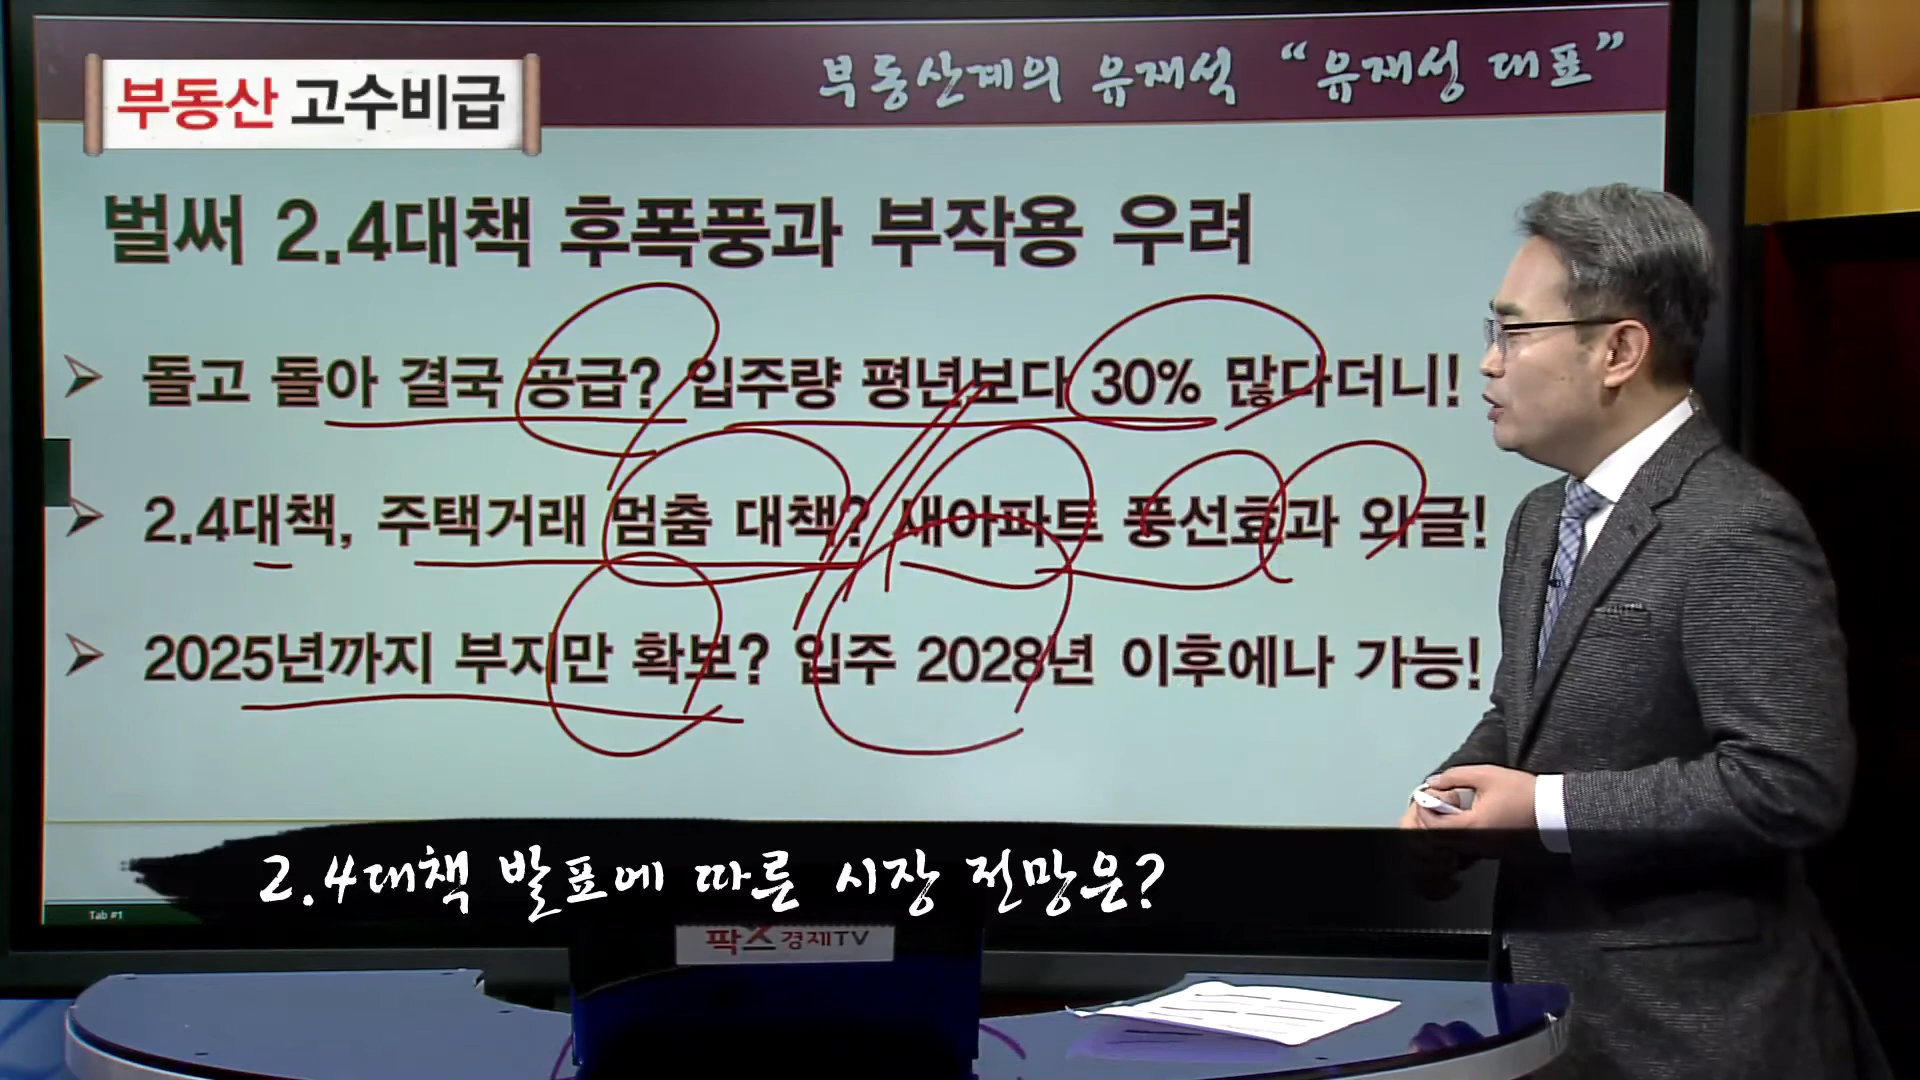 부동산계의 유재석 “유재성 대표”
부동산 고수비급
벌써 2.4대책 후폭풍과 부작용 우려
돌고 돌아 결국 공급? 입주량 평년보다 30% 많다더니!
2.4대책, 주택거래 멈춤 대책? 새아파트 풍선효과 와글!
2025년까지 부지만 확보? 입주 2028년 이후에나 가능!
2.4대책 발표에 따른 시장 전망은?
Tab #1
팍스경제TV